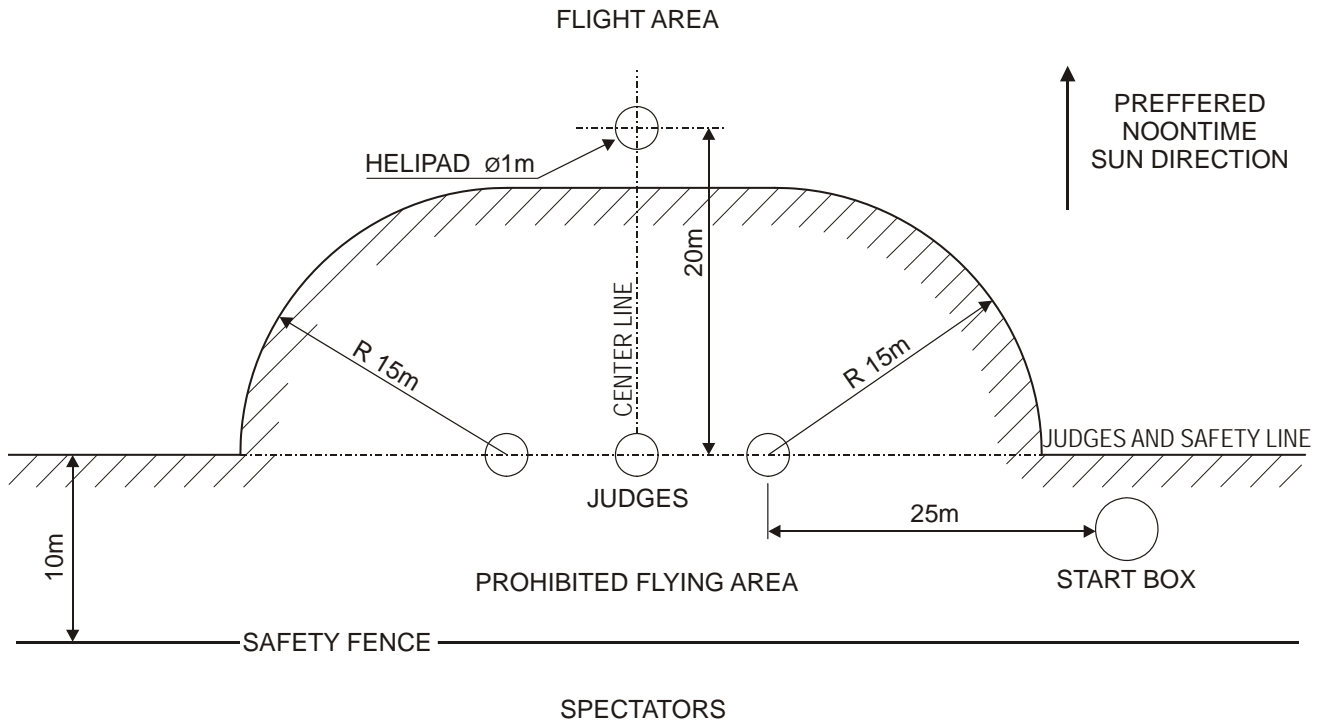 FLIGHT AREA
PREFFERED
NOONTIME
SUN DIRECTION
HELIPAD ø1m
20m
CENTER LINE
R 15m
R 15m
JUDGES AND SAFETY LINE
JUDGES
25m
10m
PROHIBITED FLYING AREA
START BOX
SAFETY FENCE
SPECTATORS